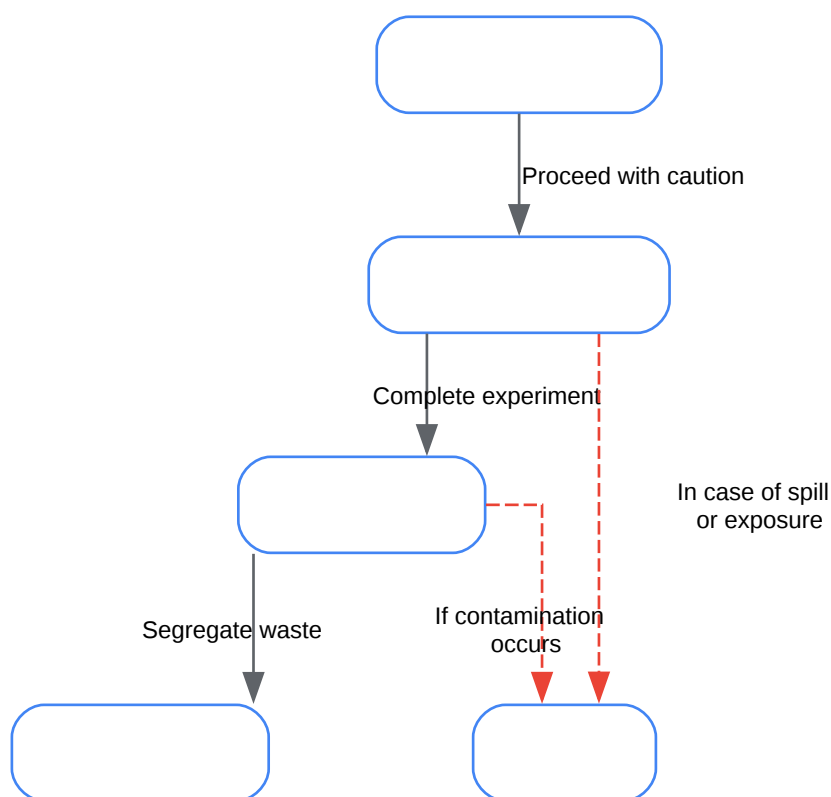 Proceed with caution
Complete experiment
In case of spill
or exposure
If contamination
occurs
Segregate waste